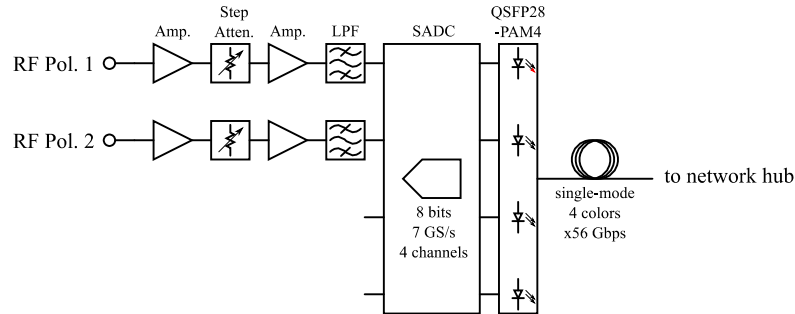 Step
QSFP28
Amp.
Atten.
Amp.
LPF
SADC
-PAM4
RF Pol. 1
RF Pol. 2
to network hub
single-mode
4 colors
x56 Gbps
8 bits
7 GS/s
4 channels